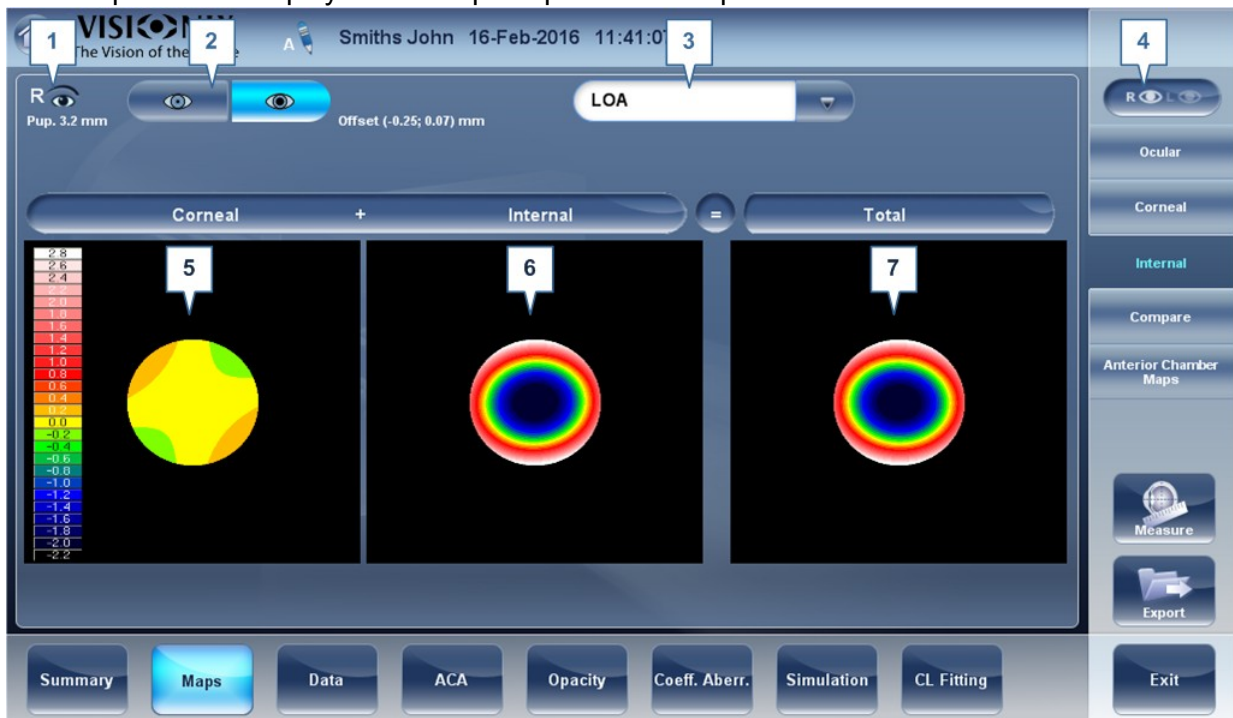 Smiths John 16-Feb-2016 11:41:07
The Vision of the
A
1
2
3
4
R
Pup. 3.2 mm
Offset (-0.25; 0.07) mm
LOA
R L
Ocular
Corneal
Internal
Compare
Anterior Chamber
Maps
Measure
Export
Corneal + Internal = Total
5
6
7
2.8
2.6
2.4
2.2
2.0
1.8
1.6
1.4
1.2
1.0
0.8
0.6
0.4
0.2
0.0
-0.2
-0.4
-0.6
-0.8
-1.0
-1.2
-1.4
-1.6
-1.8
-2.0
-2.2
Summary
Maps
Data
ACA
Opacity
Coeff. Aberr.
Simulation
CL Fitting
Exit